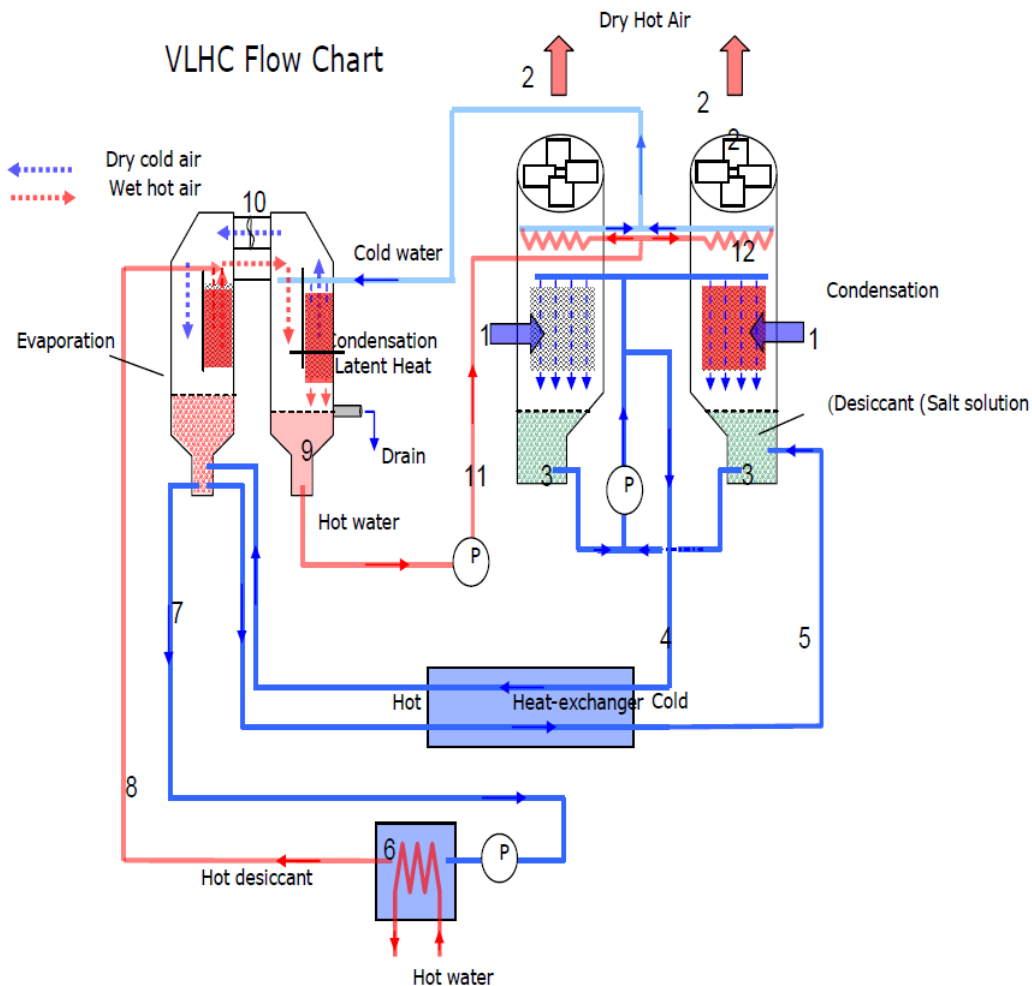 Dry Hot Air
VLHC Flow Chart
2
2
2
Dry cold air
Wet hot air
10
Cold water
12
Condensation
1
1
Evaporation
Condensation
Latent Heat
(Desiccant (Salt solution
Drain
9
11
3
3
P
Hot water
P
7
4
5
Hot
Heat-exchanger
Cold
8
6
P
Hot desiccant
Hot water